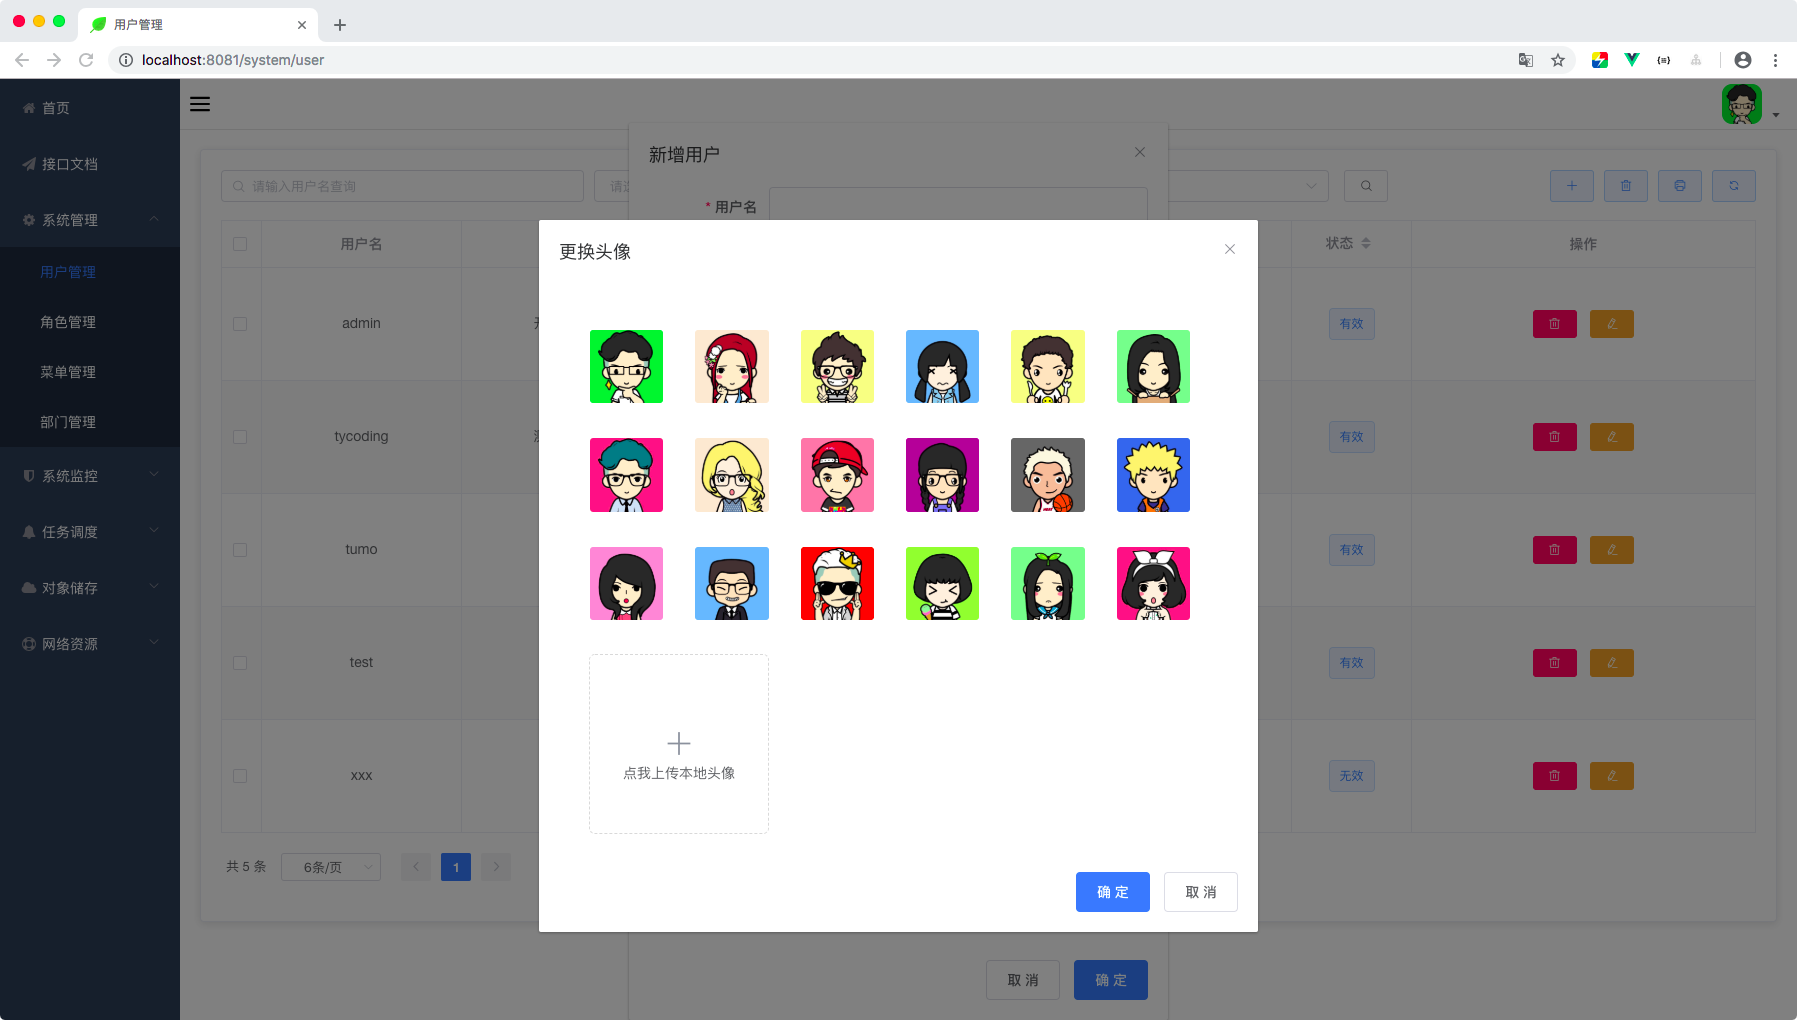 用户管理
localhost:8081/system/user
首页
接口文档
系统管理
用户管理
角色管理
菜单管理
部门管理
系统监控
任务调度
对象储存
网络资源
新增用户
请输入用户名查询
* 用户名
用户名
状态
操作
admin
有效
tycoding
有效
tumo
有效
test
有效
xxx
无效
共 5 条
6条/页
1
更换头像
点我上传本地头像
确 定
取 消
取 消
确 定